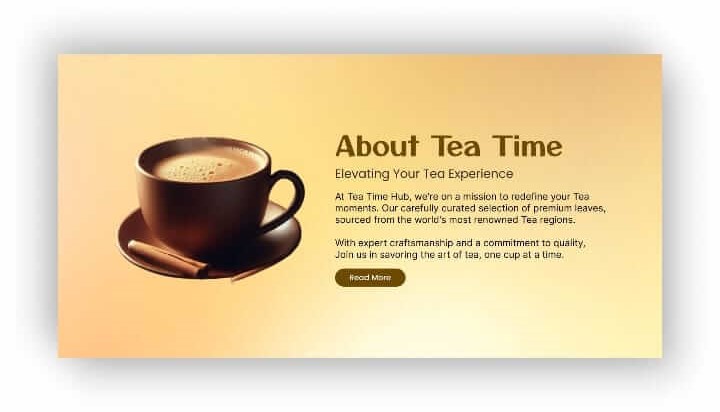 About Tea Time
Elevating Your Tea Experience
At Tea Time Hub, we're on a mission to redefine your Tea
moments. Our carefully curated selection of premium leaves,
sourced from the world's most renowned Tea regions.
With expert craftsmanship and a commitment to quality,
Join us in savoring the art of tea, one cup at a time.
Read More